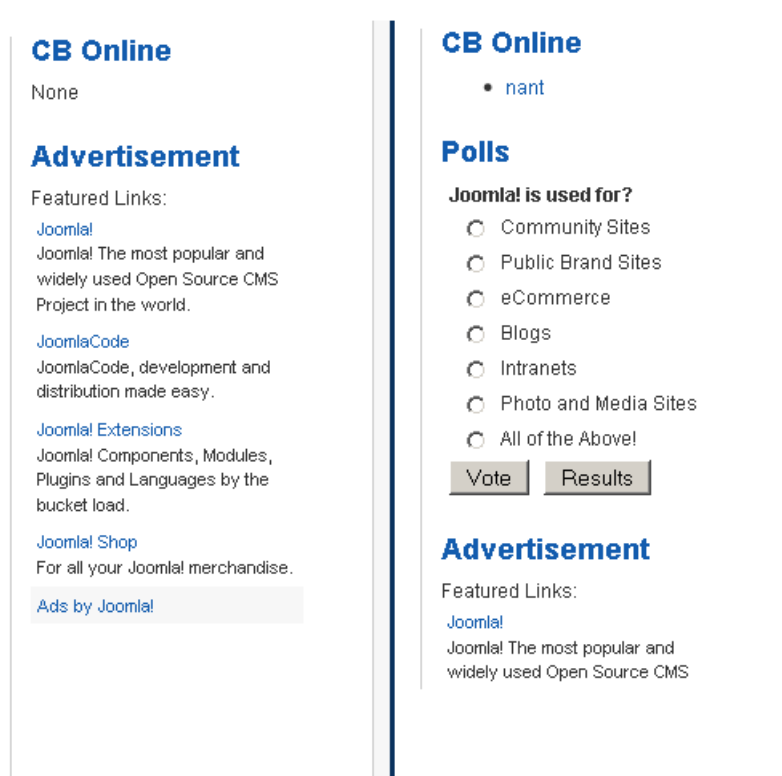 CB Online
None
Advertisement
Featured Links:
Joomla!
Joomla! The most popular and
widely used Open Source CMS
Project in the world.
JoomlaCode
JoomlaCode, development and
distribution made easy.
Joomla! Extensions
Joomla! Components, Modules,
Plugins and Languages by the
bucket load.
Joomla! Shop
For all your Joomla! merchandise.
Ads by Joomla!
CB Online
nant
Polls
Joomla! is used for?
Community Sites
Public Brand Sites
eCommerce
Blogs
Intranets
Photo and Media Sites
All of the Above!
Vote Results
Advertisement
Featured Links:
Joomla!
Joomla! The most popular and
widely used Open Source CMS